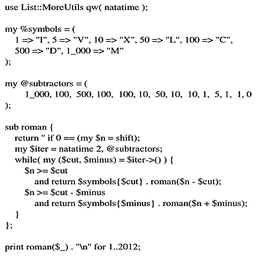 use List::MoreUtils qw( natatime );
my %symbols = (
1 => "I", 5 => "V", 10 => "X", 50 => "L", 100 => "C",
500 => "D", 1_000 => "M"
);
my @subtractors = (
1_000, 100, 500, 100, 100, 10, 50, 10, 10, 1, 5, 1, 1, 0
);
sub roman {
return '' if 0 == (my $n = shift);
my $iter = natatime 2, @subtractors;
while( my ($cut, $minus) = $iter->() ) {
$n >= $cut
and return $symbols{$cut} . roman($n - $cut);
$n >= $cut - $minus
and return $symbols{$minus} . roman($n + $minus);
}
};
print roman($_) . "\n" for 1..2012;